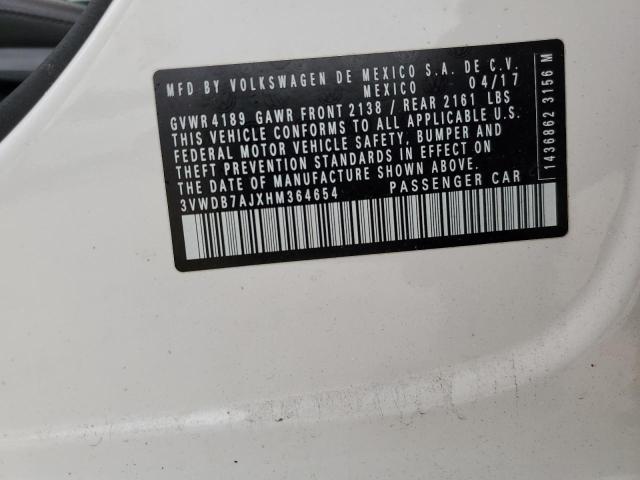 MFD BY VOLKSWAGEN DE MEXICO S.A. DE C.V.
MEXICO 04/17
GVWR 4189 GAWR FRONT 2138 / REAR 2161 LBS
THIS VEHICLE CONFORMS TO ALL APPLICABLE U.S.
FEDERAL MOTOR VEHICLE SAFETY, BUMPER AND
THEFT PREVENTION STANDARDS IN EFFECT ON
THE DATE OF MANUFACTURE SHOWN ABOVE.
3VWDB7AJXHM364654 PASSENGER CAR
1436862 3156 M